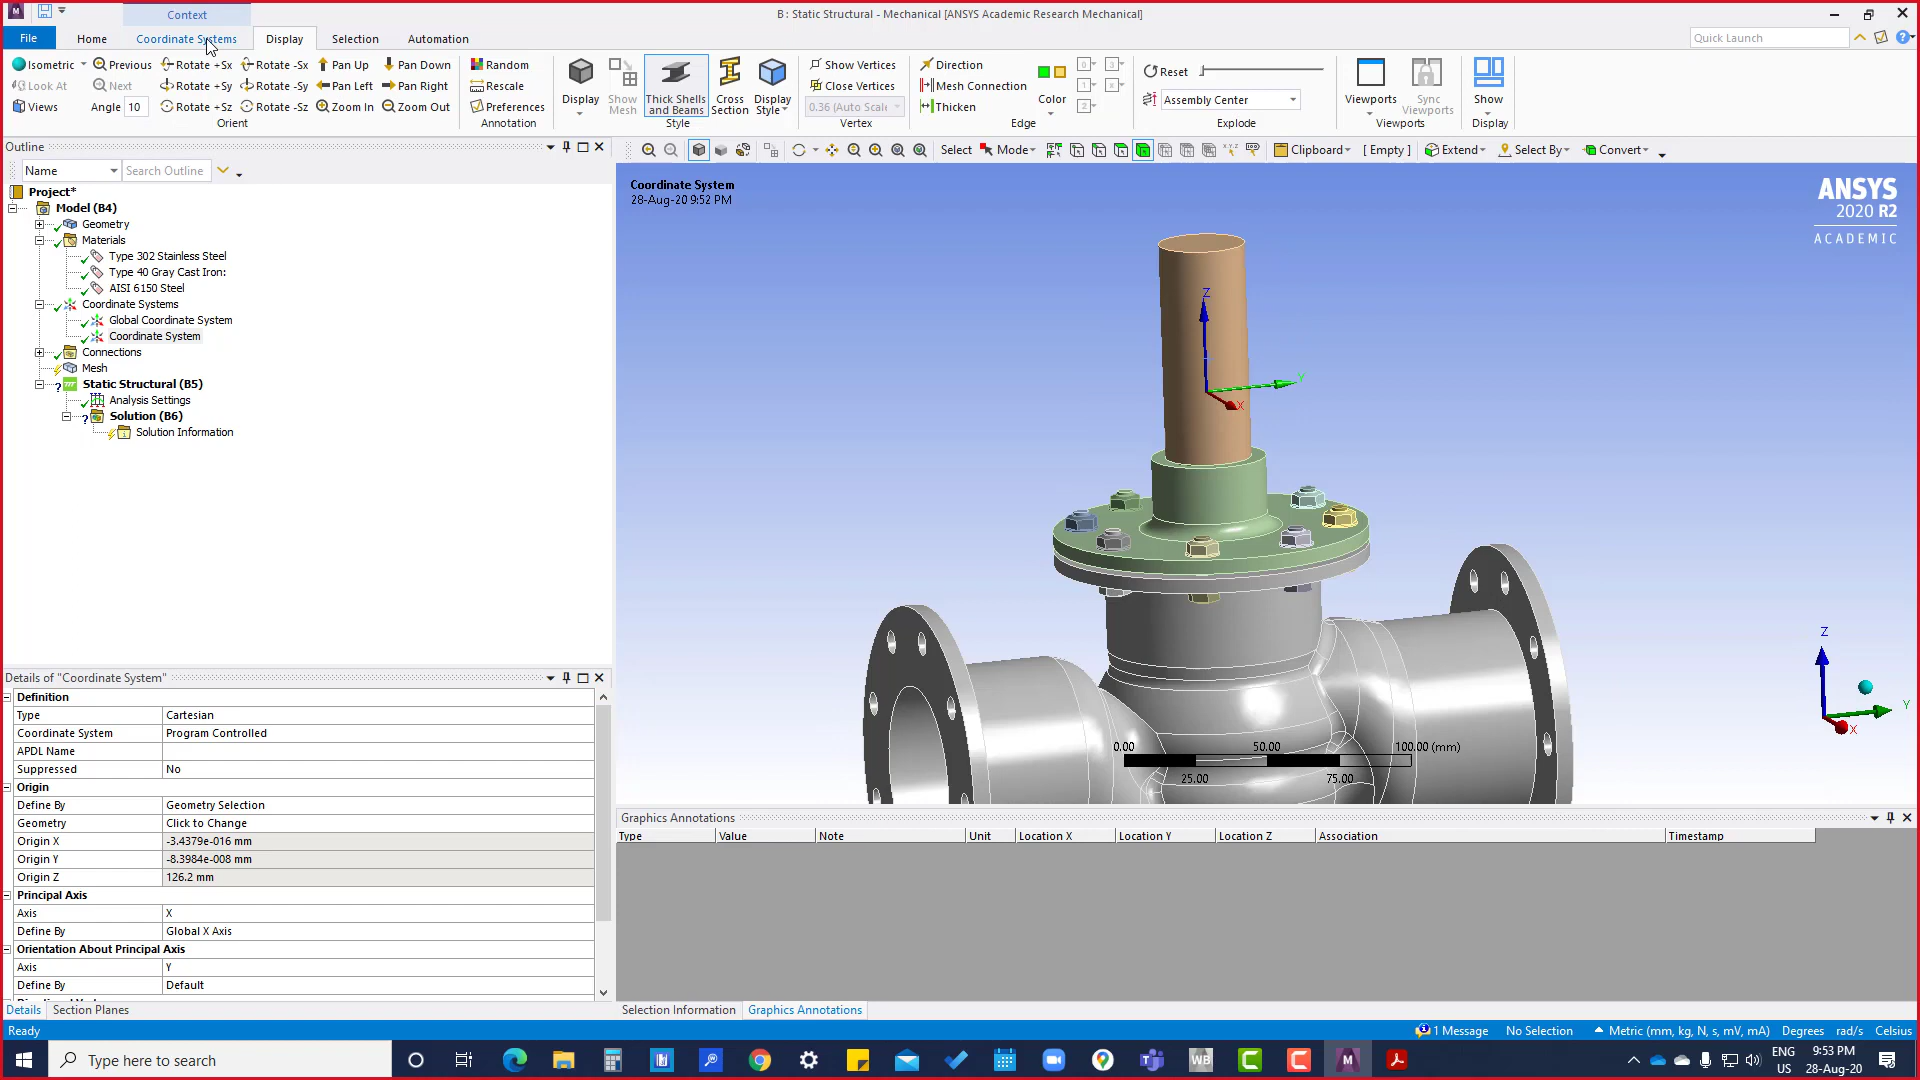 Context
B : Static Structural - Mechanical [ANSYS Academic Research Mechanical]
File Home Coordinate Systems Display Selection Automation
Quick Launch
Isometric Previous Rotate +Sx Rotate -Sx Pan Up Pan Down Random
Look At Next Rotate +Sy Rotate -Sy Pan Left Pan Right Rescale
Views Angle 10 Rotate +Sz Rotate -Sz Zoom In Zoom Out Preferences
Orient Annotation
Display Show Mesh Thick Shells and Beams Cross Section Display Style
Style
Show Vertices
Close Vertices
0.36 (Auto Scale
Vertex
Direction
Mesh Connection
Thicken
Color
Edge
Reset
Assembly Center
Explode
Viewports Sync Viewports
Viewports
Show
Display
Outline
Select Mode Clipboard [ Empty ] Extend Select By Convert
Name Search Outline
Project*
Model (B4)
Geometry
Materials
Type 302 Stainless Steel
Type 40 Gray Cast Iron:
AISI 6150 Steel
Coordinate Systems
Global Coordinate System
Coordinate System
Connections
Mesh
Static Structural (B5)
Analysis Settings
Solution (B6)
Solution Information
Coordinate System
28-Aug-20 9:52 PM
ANSYS
2020 R2
ACADEMIC
Z
Y
X
Z
Y
X
0.00 50.00 100.00 (mm)
25.00 75.00
Details of "Coordinate System"
Definition
Type Cartesian
Coordinate System Program Controlled
APDL Name
Suppressed No
Origin
Define By Geometry Selection
Geometry Click to Change
Origin X -3.4379e-016 mm
Origin Y -8.3984e-008 mm
Origin Z 126.2 mm
Principal Axis
Axis X
Define By Global X Axis
Orientation About Principal Axis
Axis Y
Define By Default
Details Section Planes
Graphics Annotations
Type Value Note Unit Location X Location Y Location Z Association Timestamp
Selection Information Graphics Annotations
Ready
1 Message No Selection Metric (mm, kg, N, s, mV, mA) Degrees rad/s Celsius
Type here to search
ENG
US
9:53 PM
28-Aug-20